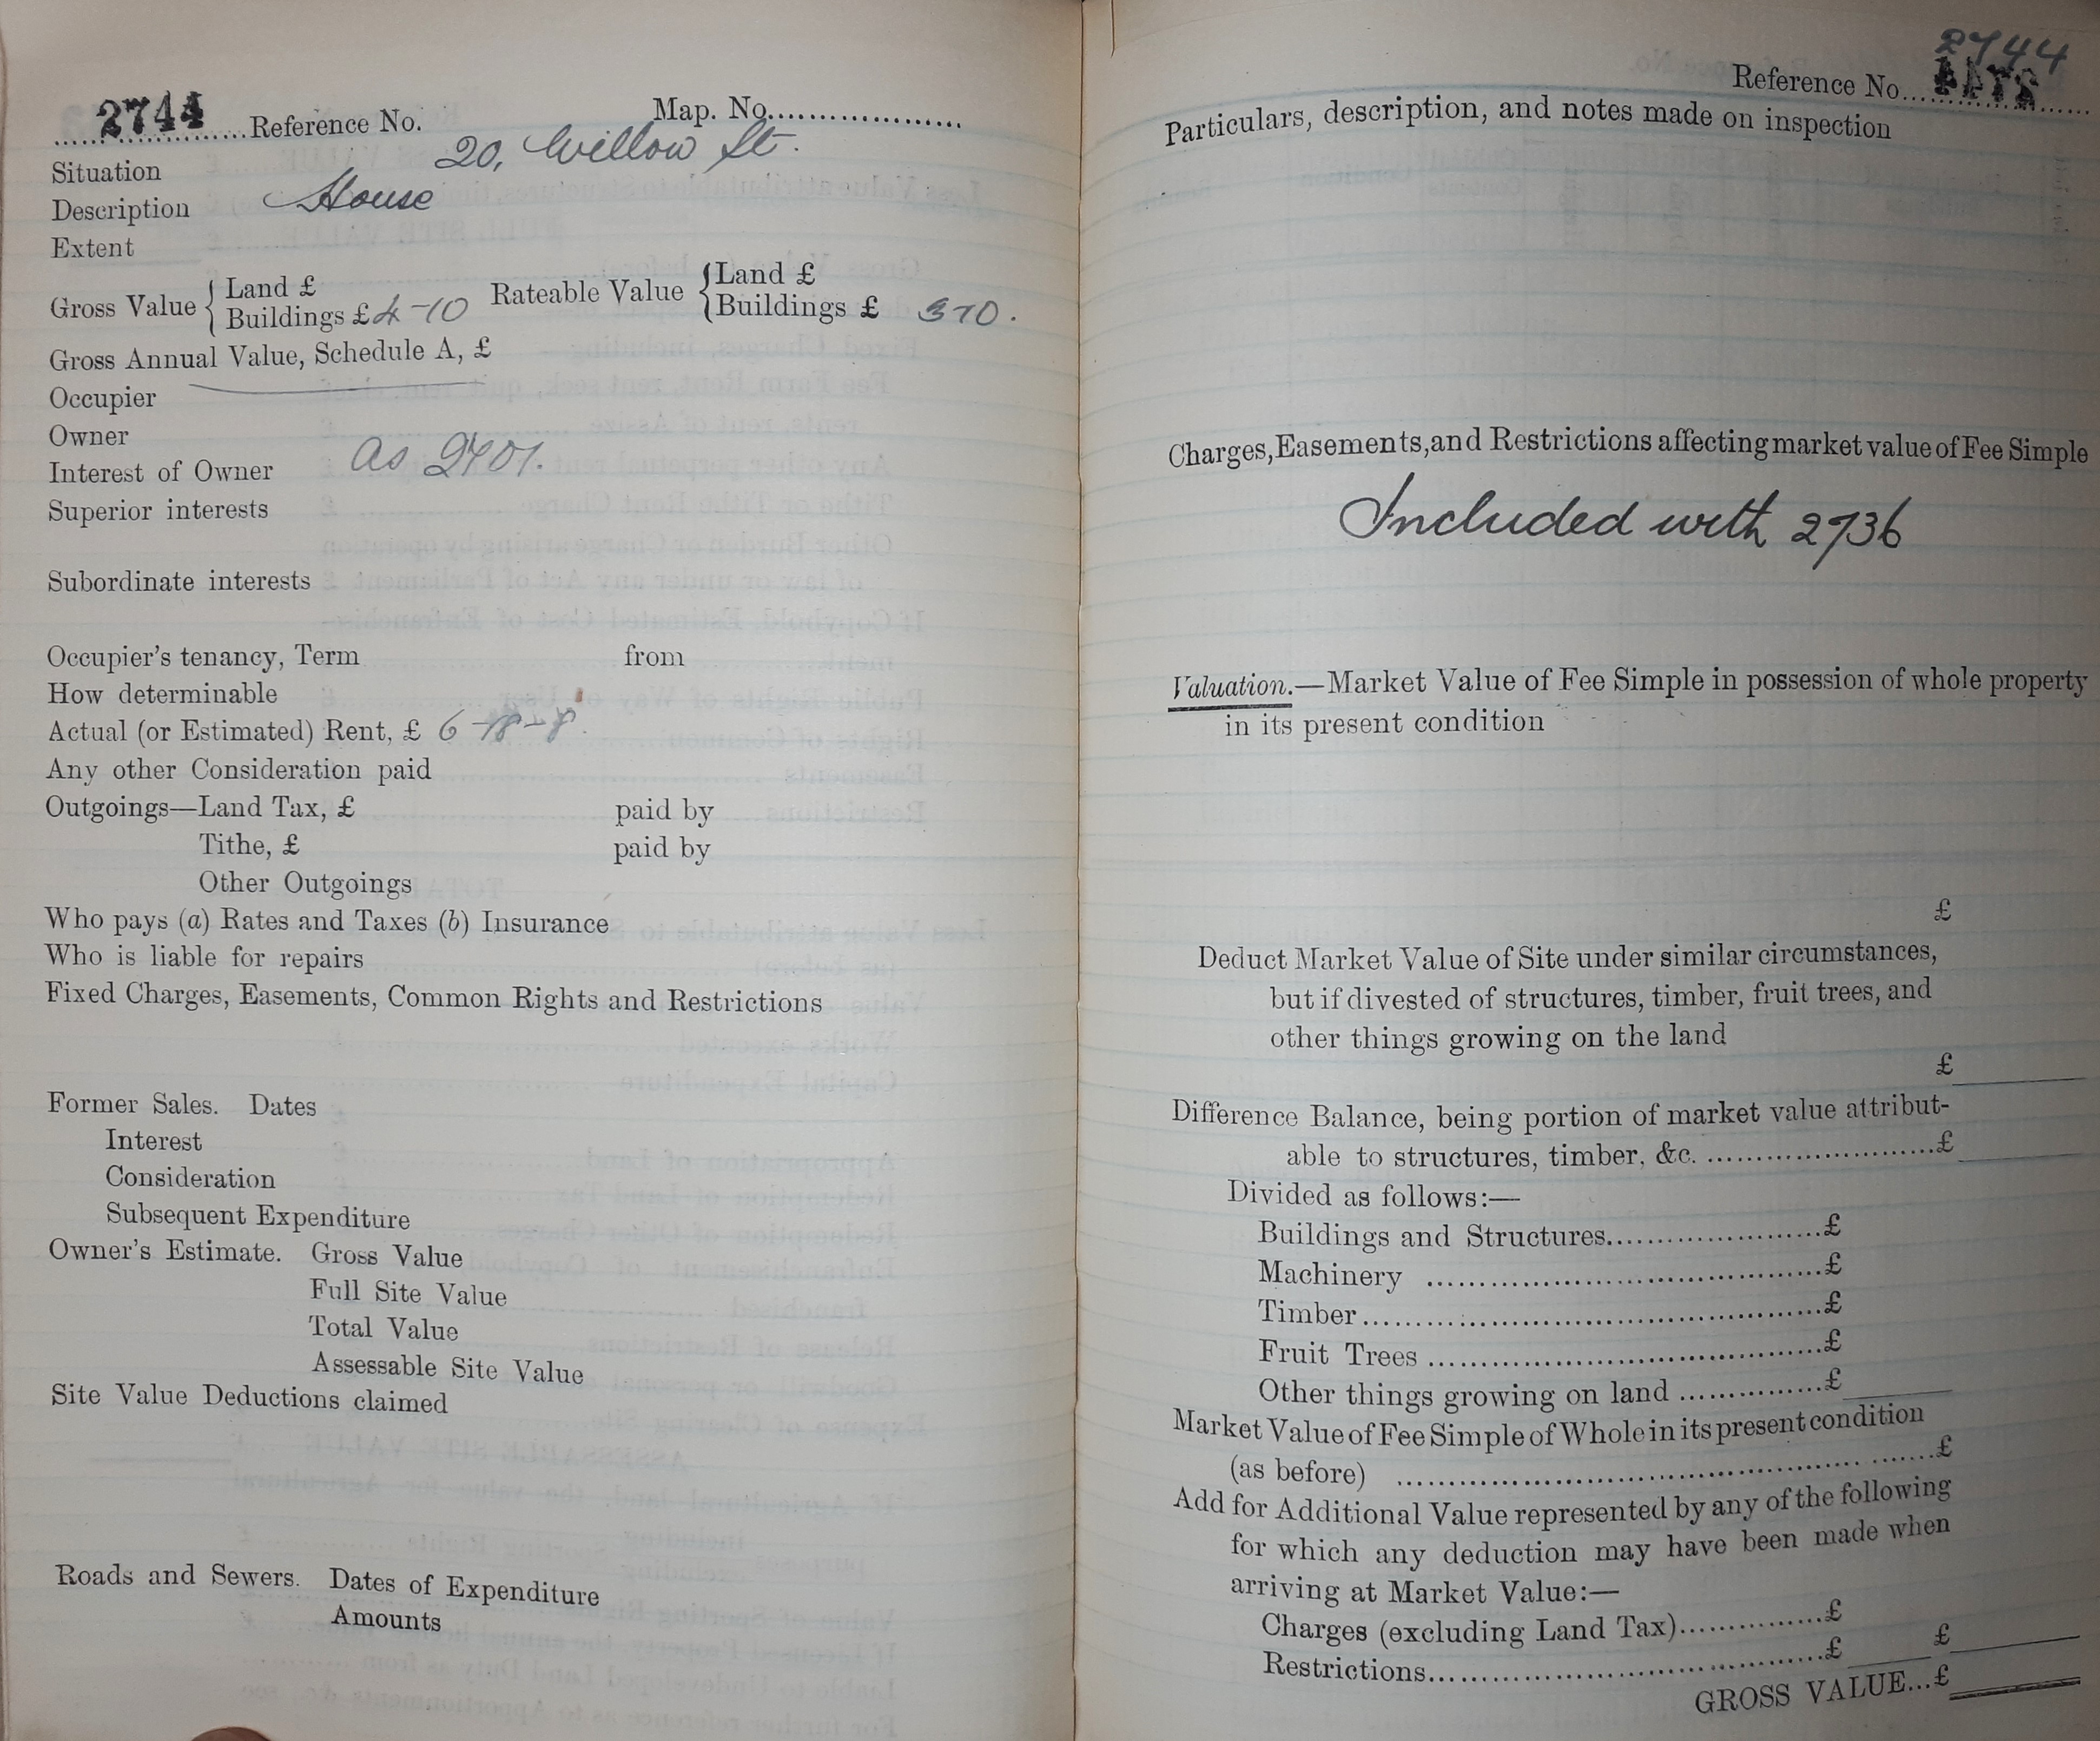 2744 Reference No. Map. No.
Situation 20, Willow St.
Description House
Extent
Gross Value { Land £ Rateable Value { Land £
Buildings £ 4-10 Buildings £ 370.
Gross Annual Value, Schedule A, £
Occupier
Owner
Interest of Owner as 2701.
Superior interests
Subordinate interests
Occupier's tenancy, Term from
How determinable
Actual (or Estimated) Rent, £ 6-18-8
Any other Consideration paid
Outgoings—Land Tax, £ paid by
Tithe, £ paid by
Other Outgoings
Who pays (a) Rates and Taxes (b) Insurance
Who is liable for repairs
Fixed Charges, Easements, Common Rights and Restrictions
Former Sales. Dates
Interest
Consideration
Subsequent Expenditure
Owner's Estimate. Gross Value
Full Site Value
Total Value
Assessable Site Value
Site Value Deductions claimed
Roads and Sewers. Dates of Expenditure
Amounts
2744
Reference No.
Particulars, description, and notes made on inspection
Charges, Easements, and Restrictions affecting market value of Fee Simple
Included with 2736
Valuation.—Market Value of Fee Simple in possession of whole property
in its present condition
£
Deduct Market Value of Site under similar circumstances,
but if divested of structures, timber, fruit trees, and
other things growing on the land
£
Difference Balance, being portion of market value attribut-
able to structures, timber, &c. £
Divided as follows:—
Buildings and Structures £
Machinery £
Timber £
Fruit Trees £
Other things growing on land £
Market Value of Fee Simple of Whole in its present condition
(as before) £
Add for Additional Value represented by any of the following
for which any deduction may have been made when
arriving at Market Value:—
Charges (excluding Land Tax) £
Restrictions £ £
GROSS VALUE...£